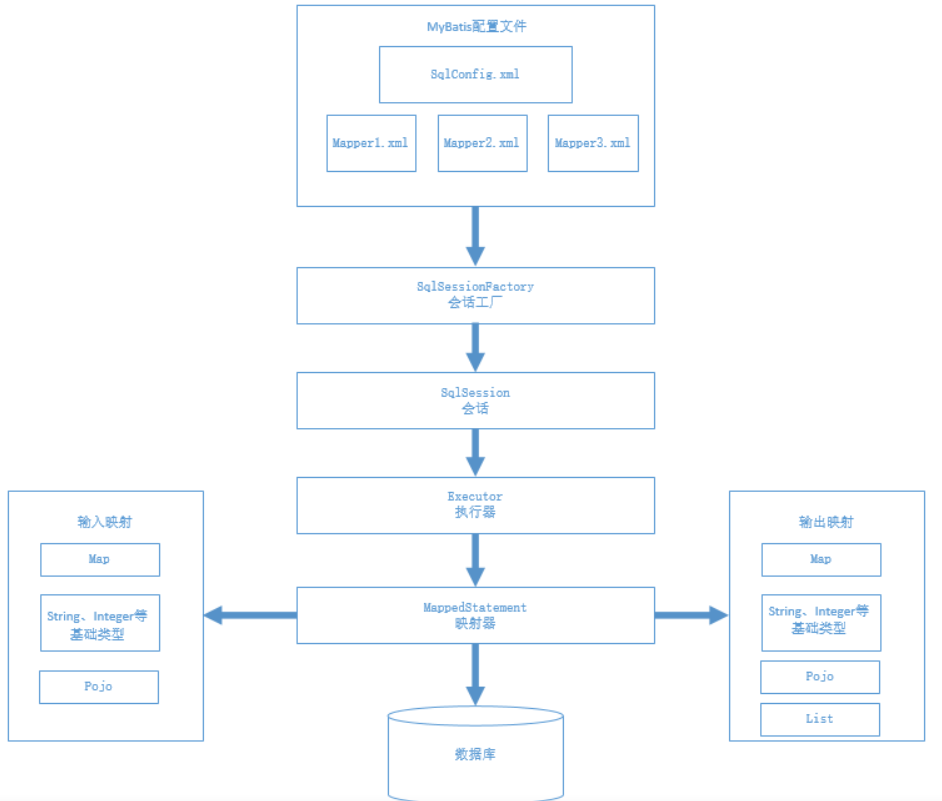 MyBatis配置文件
SqlConfig.xml
Mapper1.xml
Mapper2.xml
Mapper3.xml
SqlSessionFactory
会话工厂
SqlSession
会话
Executor
执行器
输入映射
Map
String、Integer等
基础类型
Pojo
MappedStatement
映射器
输出映射
Map
String、Integer等
基础类型
Pojo
List
数据库